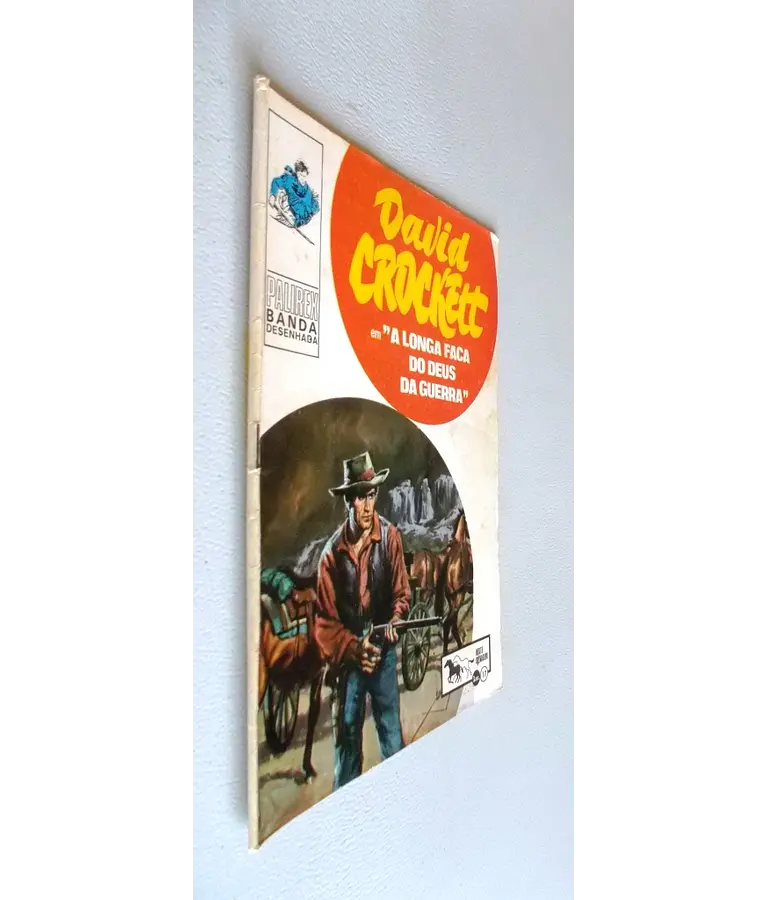 PALIREX
BANDA
DESENHADA
David
CROCKETT
em "A LONGA FACA
DO DEUS
DA GUERRA"